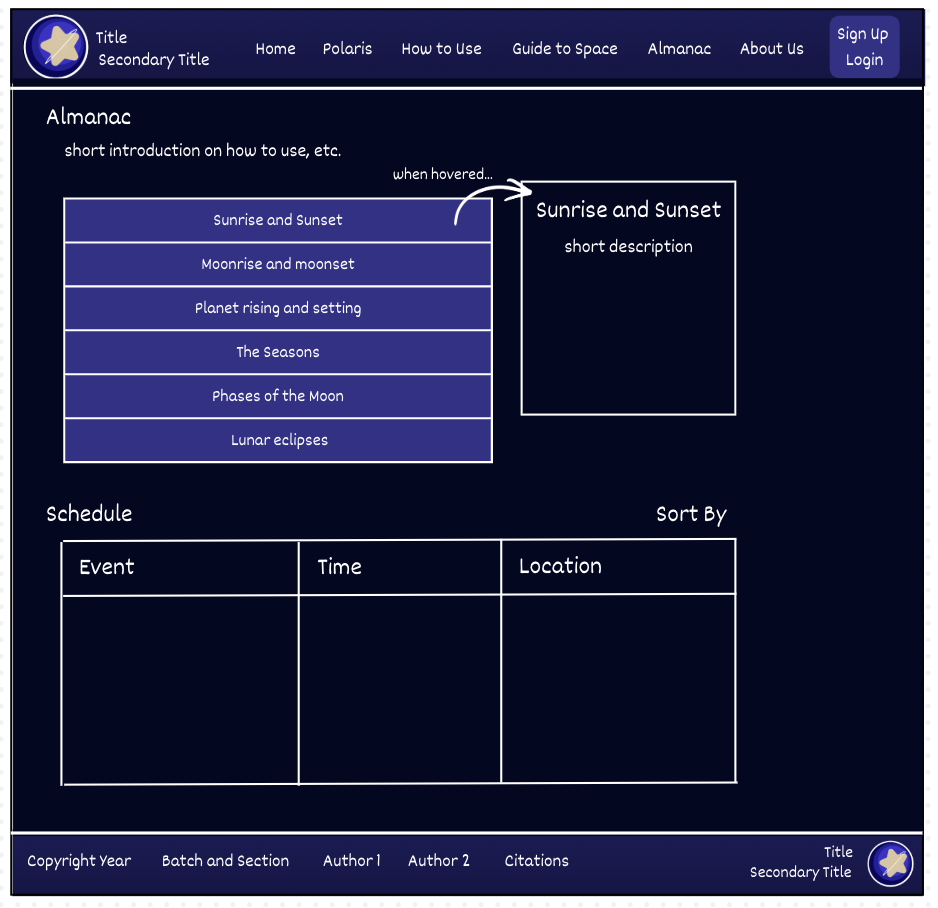 Title
Secondary Title
Home
Polaris
How to Use
Guide to Space
Almanac
About Us
Sign Up
Login
Almanac
short introduction on how to use, etc.
when hovered...
Sunrise and Sunset
Moonrise and moonset
Planet rising and setting
The Seasons
Phases of the Moon
Lunar eclipses
Sunrise and Sunset
short description
Schedule
Sort By
Event
Time
Location
Copyright Year
Batch and Section
Author 1
Author 2
Citations
Title
Secondary Title